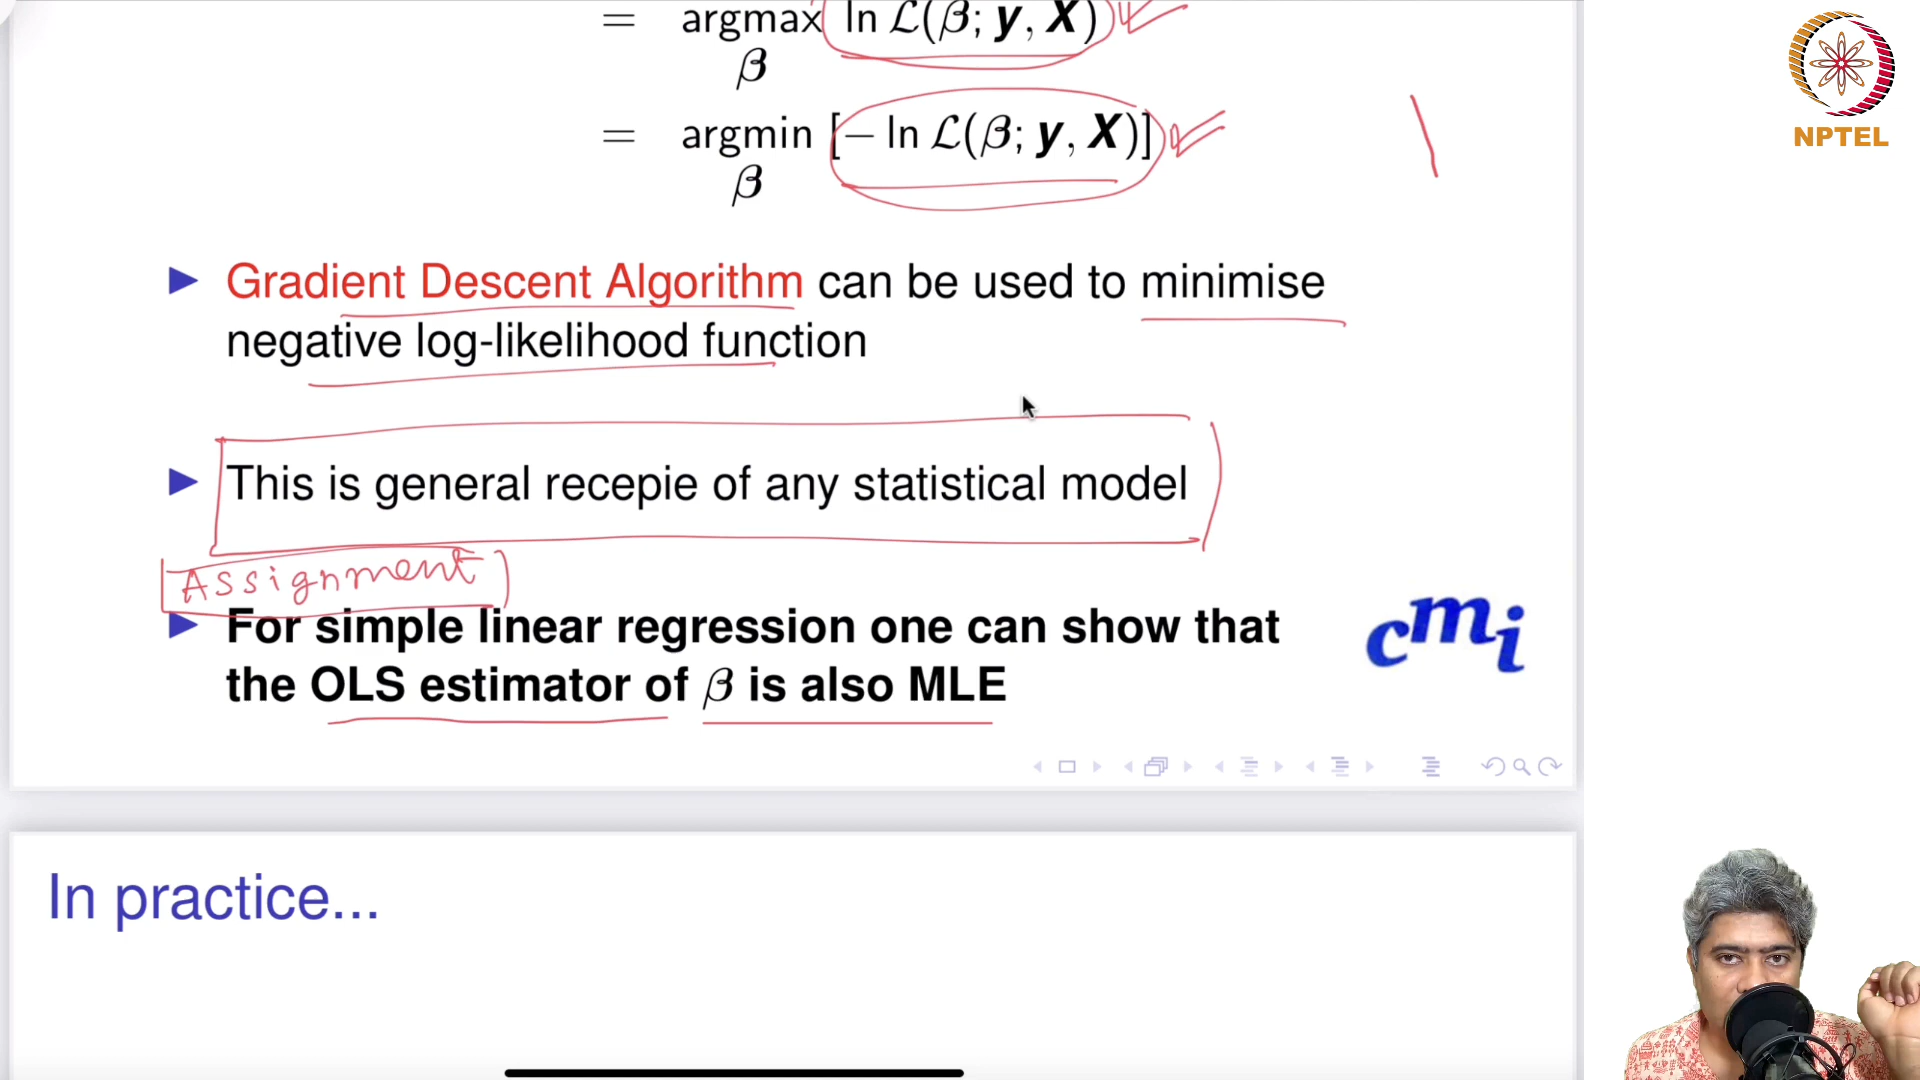 = argmax ln ℒ(β; y, X)
β
= argmin [− ln ℒ(β; y, X)]
β
NPTEL
Gradient Descent Algorithm can be used to minimise
negative log-likelihood function
This is general recepie of any statistical model
Assignment
For simple linear regression one can show that
the OLS estimator of β is also MLE
cmi
In practice...